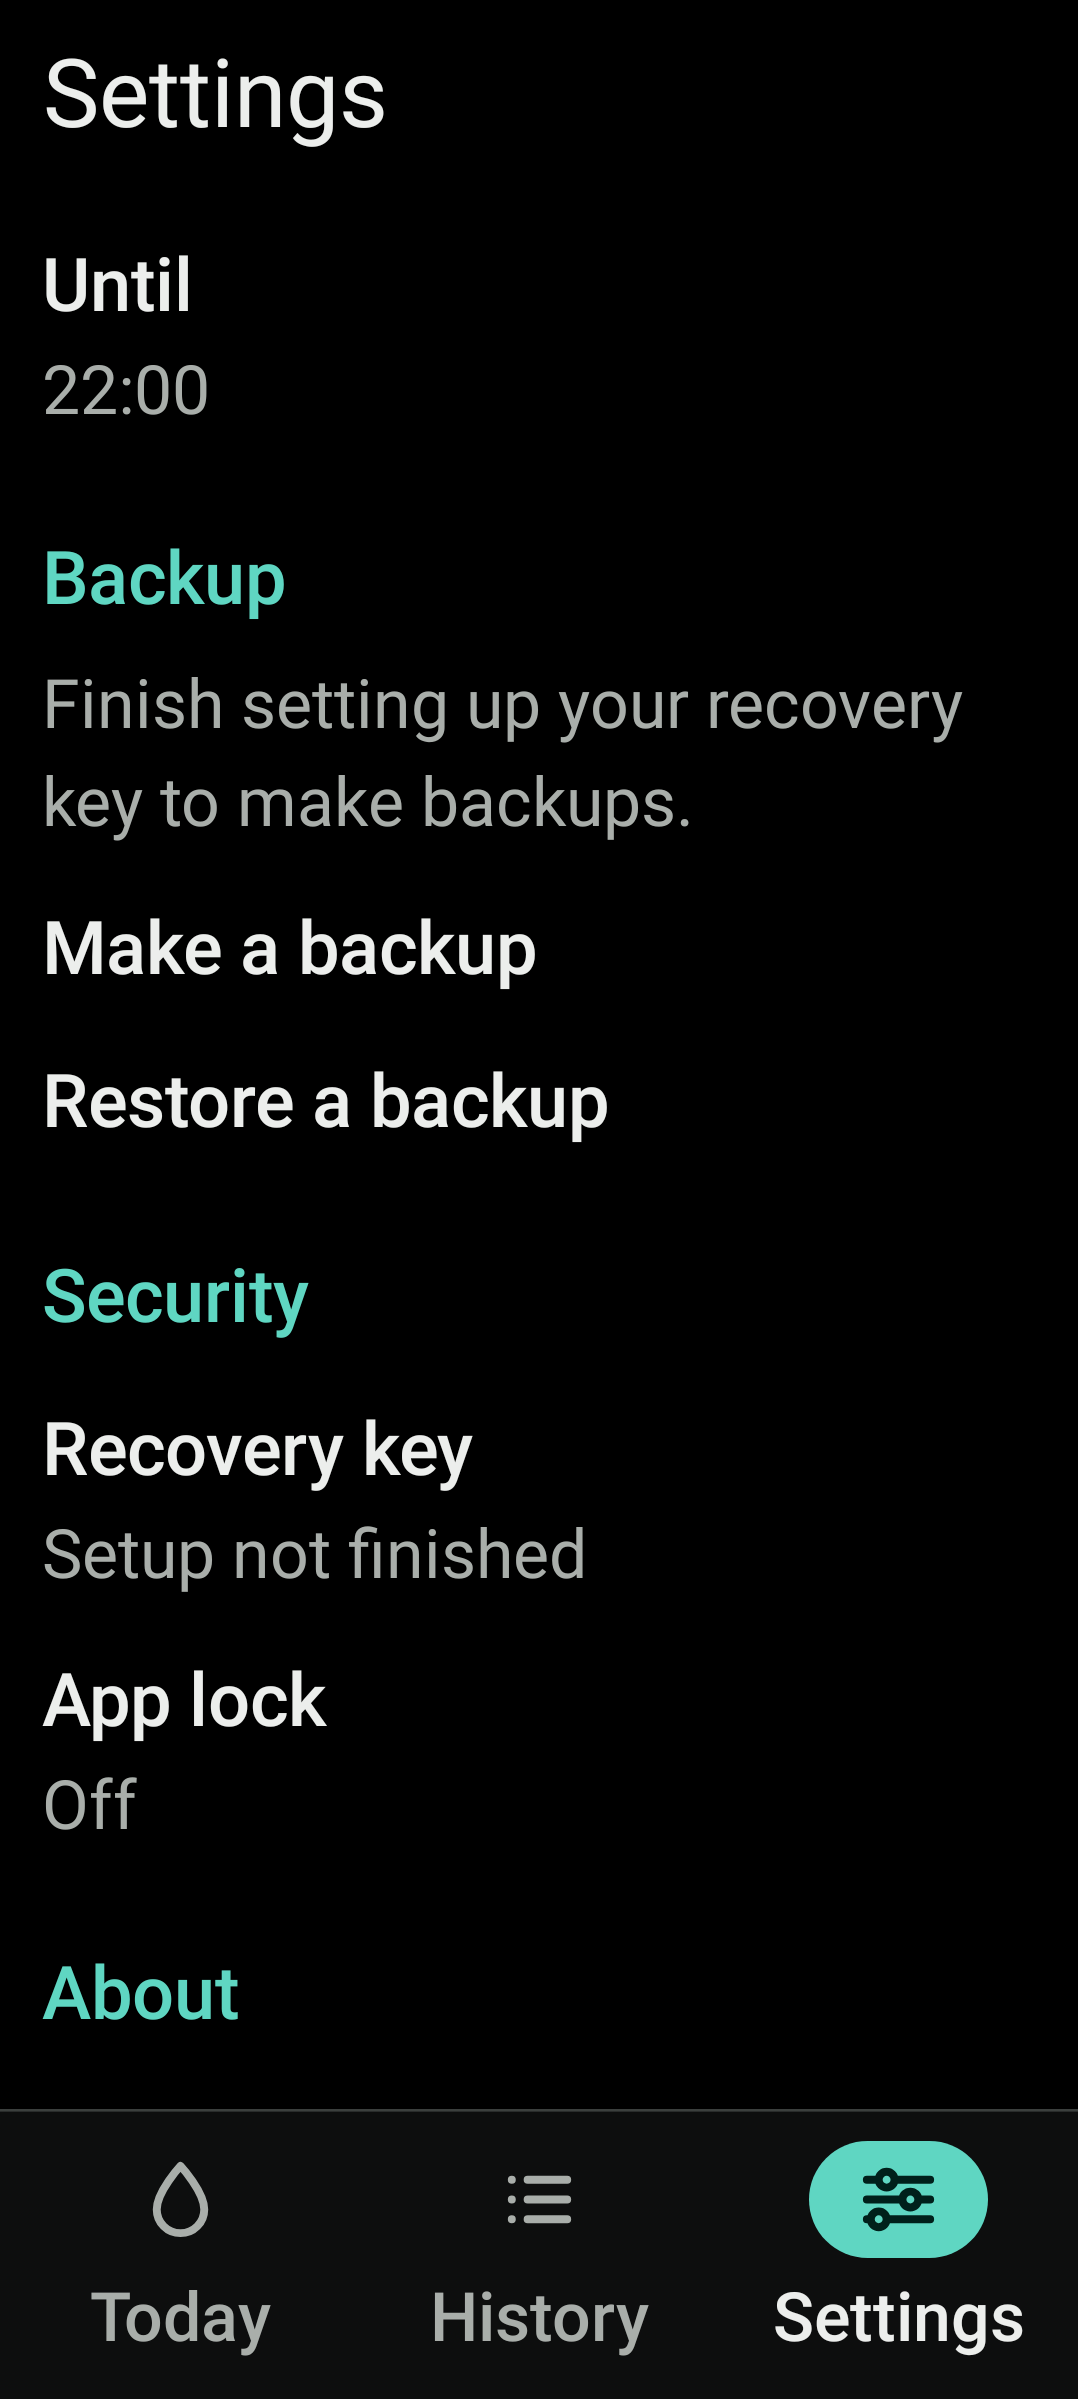 Settings
Until
22:00
Backup
Finish setting up your recovery
key to make backups.
Make a backup
Restore a backup
Security
Recovery key
Setup not finished
App lock
Off
About
Today
History
Settings